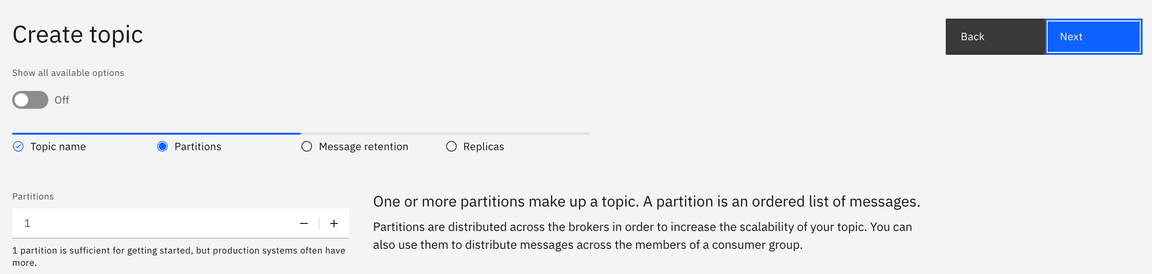 Create topic
Back
Next
Show all available options
Off
Topic name
Partitions
Message retention
Replicas
Partitions
1
1 partition is sufficient for getting started, but production systems often have
more.
One or more partitions make up a topic. A partition is an ordered list of messages.
Partitions are distributed across the brokers in order to increase the scalability of your topic. You can
also use them to distribute messages across the members of a consumer group.